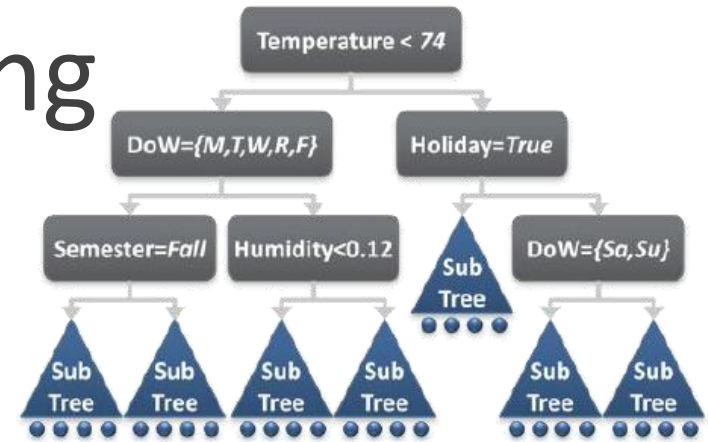 ng
Temperature < 74
DoW={M,T,W,R,F}
Holiday=True
Semester=Fall
Humidity<0.12
DoW={Sa,Su}
Sub
Tree
Sub
Tree
Sub
Tree
Sub
Tree
Sub
Tree
Sub
Tree
Sub
Tree